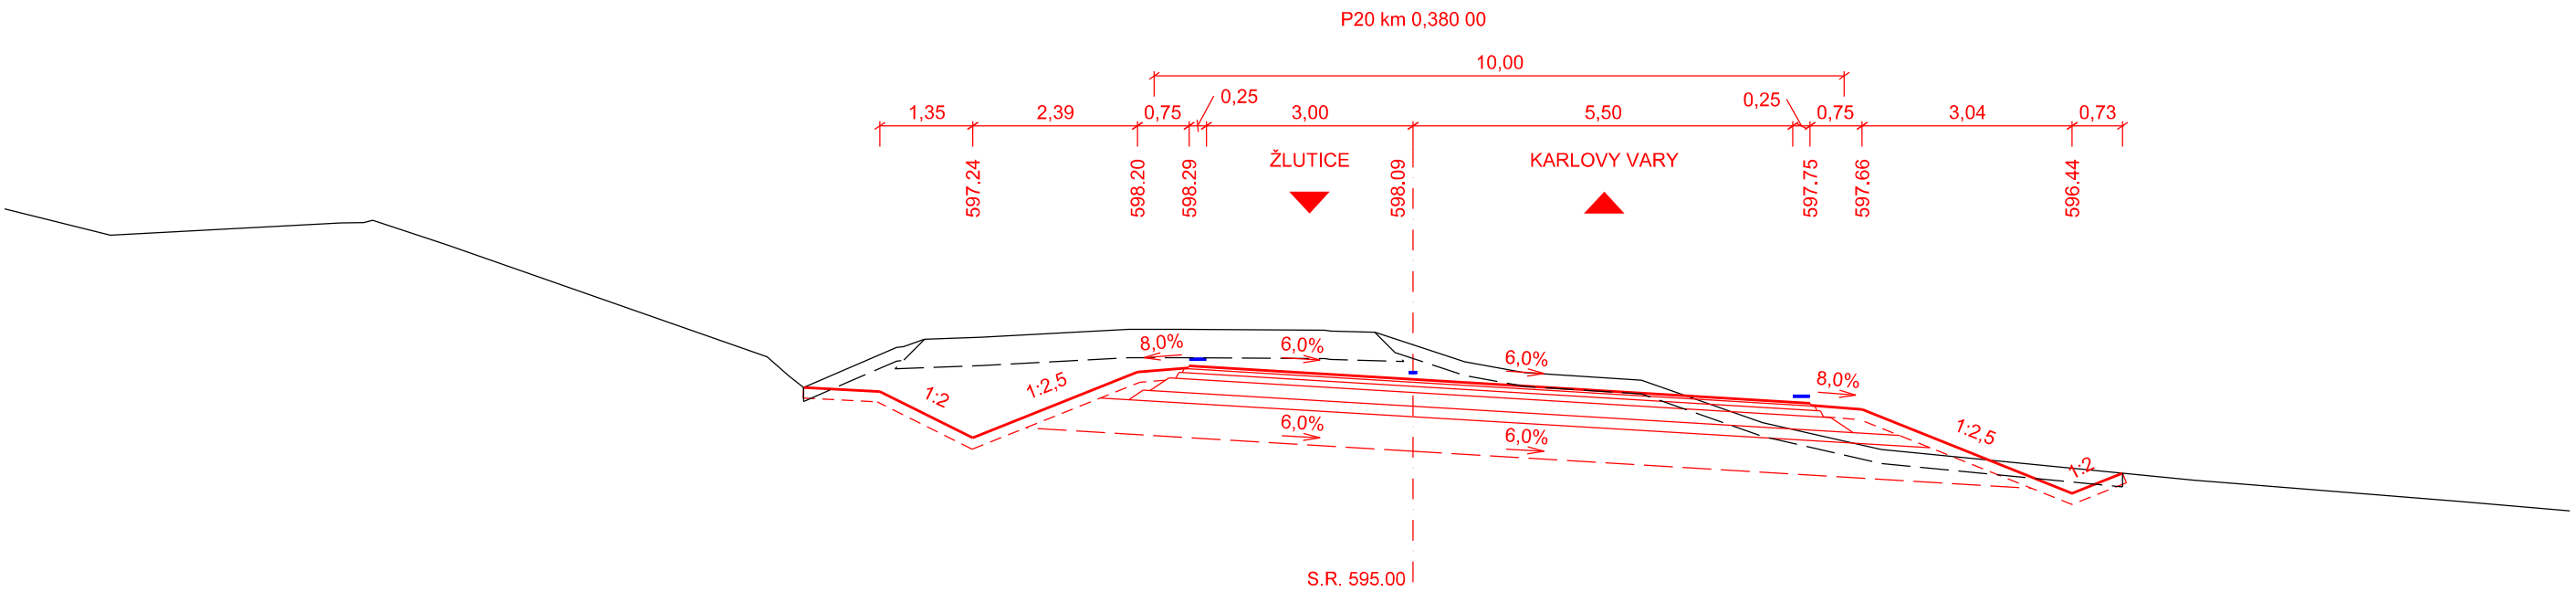 P20 km 0,380 00
10,00
1,35 2,39 0,75 0,25 3,00 5,50 0,25 0,75 3,04 0,73
ŽLUTICE KARLOVY VARY
597.24 598.20 598.29 598.09 597.75 597.66 596.44
8,0% 6,0% 6,0% 8,0%
1:2 1:2,5 1:2,5 1:2
6,0% 6,0%
S.R. 595.00